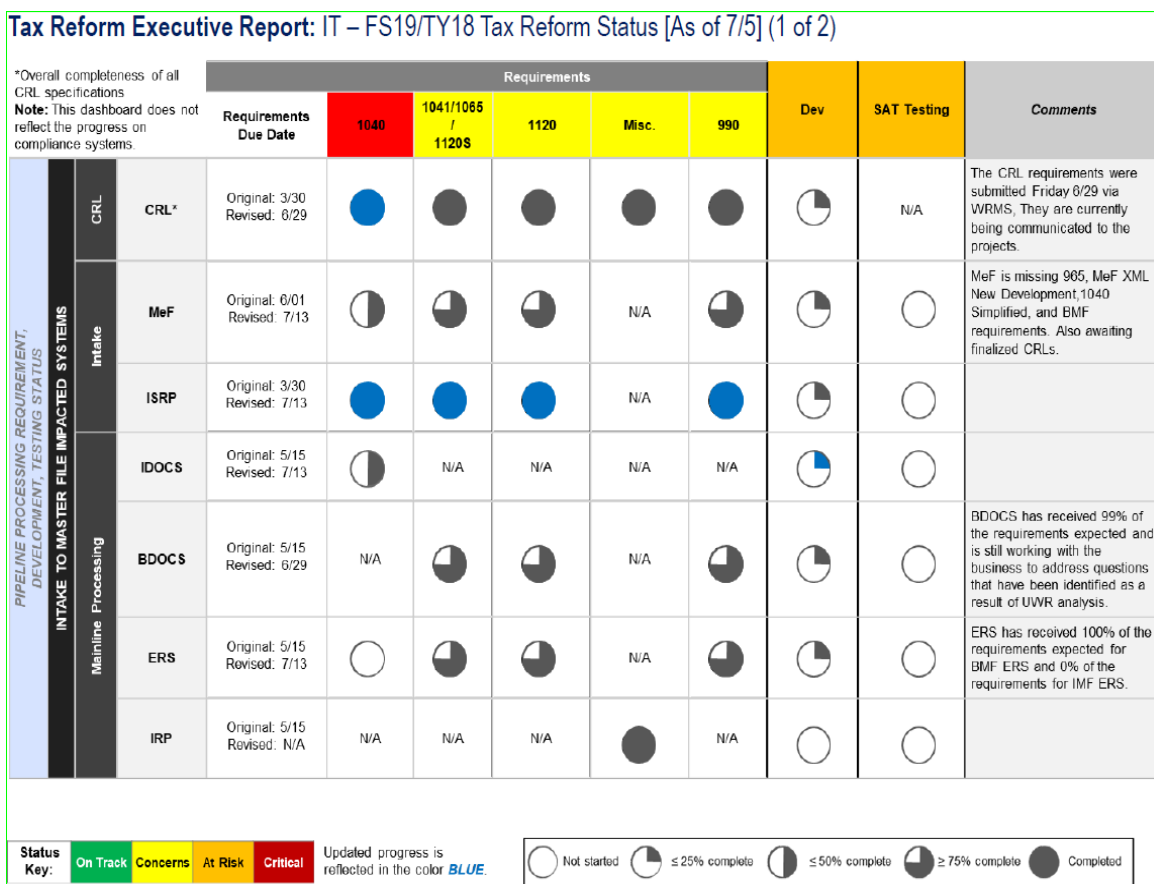 Tax Reform Executive Report: IT – FS19/TY18 Tax Reform Status [As of 7/5] (1 of 2)
*Overall completeness of all
CRL specifications
Note: This dashboard does not
reflect the progress on
compliance systems.
Requirements
Requirements
Due Date
1040
1041/1065
/
1120S
1120
Misc.
990
Dev
SAT Testing
Comments
PIPELINE PROCESSING REQUIREMENT,
DEVELOPMENT, TESTING STATUS
INTAKE TO MASTER FILE IMPACTED SYSTEMS
CRL
CRL*
Original: 3/30
Revised: 6/29
N/A
The CRL requirements were
submitted Friday 6/29 via
WRMS, They are currently
being communicated to the
projects.
Intake
MeF
Original: 6/01
Revised: 7/13
N/A
MeF is missing 965, MeF XML
New Development,1040
Simplified, and BMF
requirements. Also awaiting
finalized CRLs.
ISRP
Original: 3/30
Revised: 7/13
N/A
Mainline Processing
IDOCS
Original: 5/15
Revised: 7/13
N/A
N/A
N/A
N/A
BDOCS
Original: 5/15
Revised: 6/29
N/A
N/A
BDOCS has received 99% of
the requirements expected and
is still working with the
business to address questions
that have been identified as a
result of UWR analysis.
ERS
Original: 5/15
Revised: 7/13
N/A
ERS has received 100% of the
requirements expected for
BMF ERS and 0% of the
requirements for IMF ERS.
IRP
Original: 5/15
Revised: N/A
N/A
N/A
N/A
N/A
Status
Key:
On Track
Concerns
At Risk
Critical
Updated progress is
reflected in the color BLUE.
Not started
≤ 25% complete
≤ 50% complete
≥ 75% complete
Completed